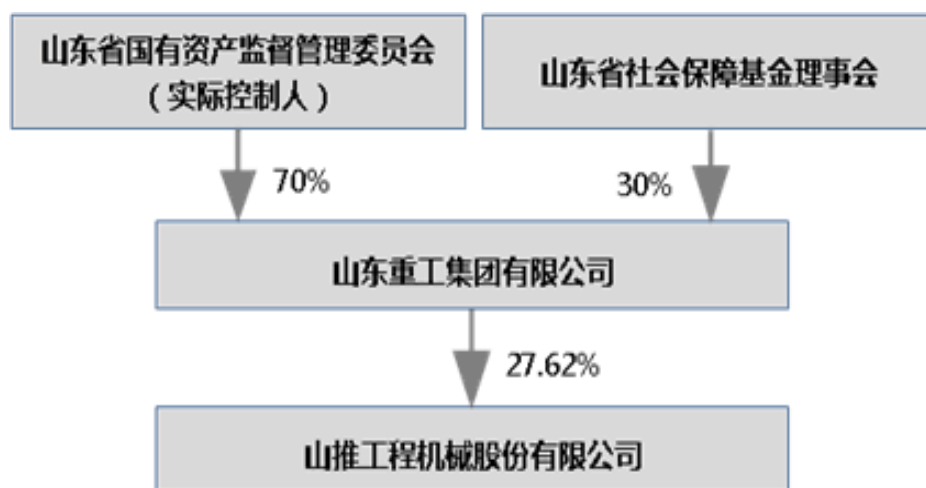 山东省国有资产监督管理委员会
（实际控制人）
山东省社会保障基金理事会
70%
30%
山东重工集团有限公司
27.62%
山推工程机械股份有限公司